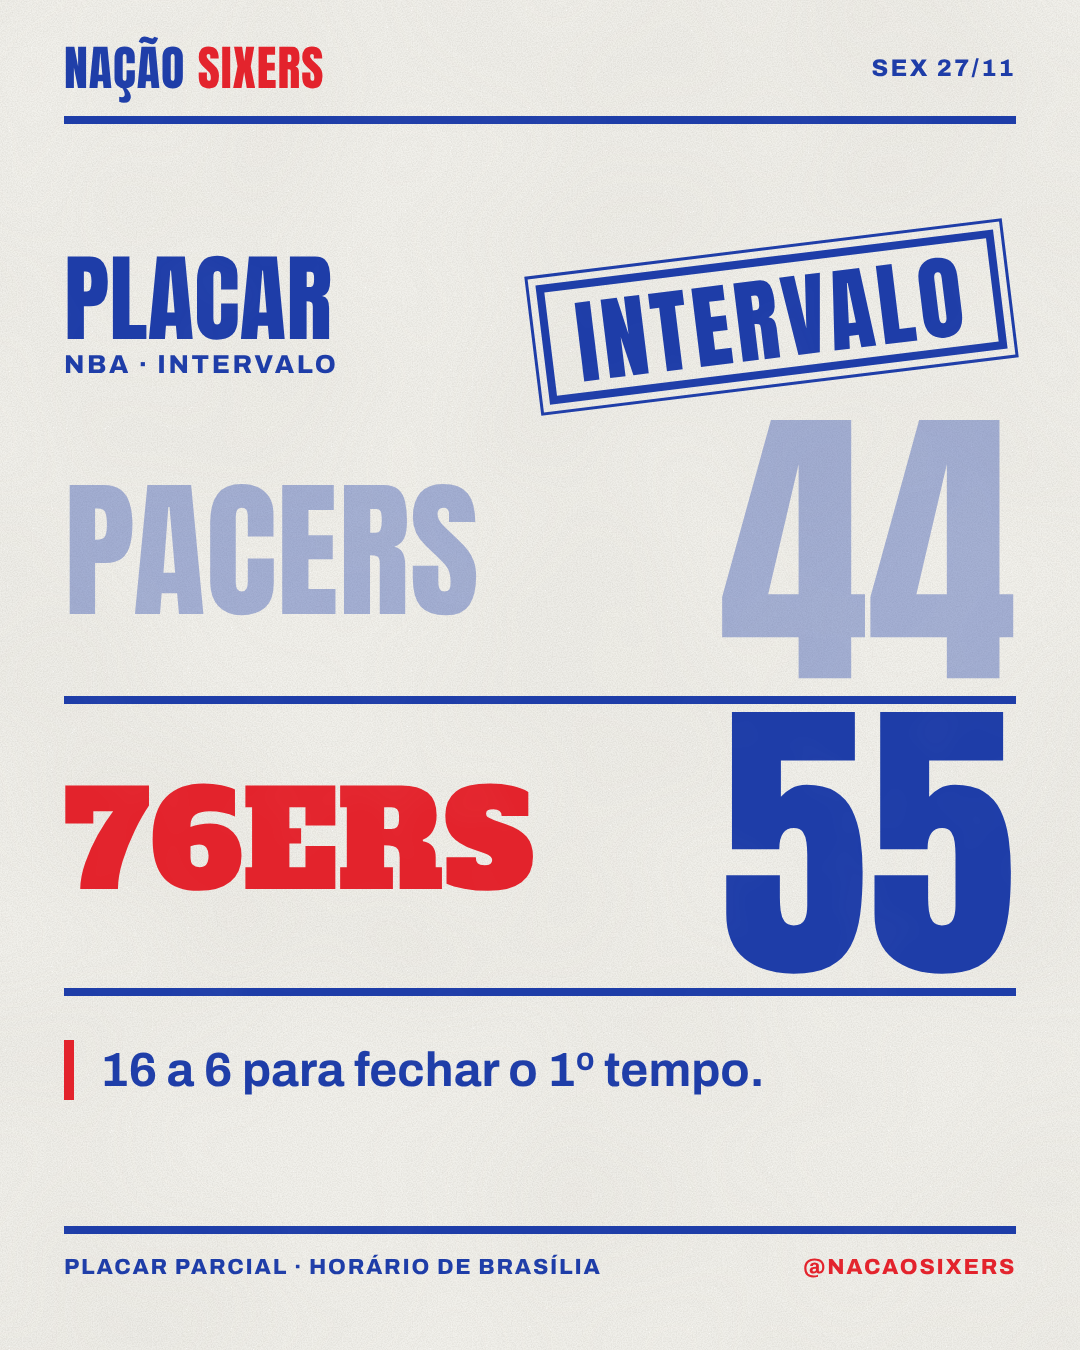 NAÇÃO SIXERS
SEX 27/11
PLACAR
NBA · INTERVALO
INTERVALO
PACERS
44
76ERS
55
16 a 6 para fechar o 1º tempo.
PLACAR PARCIAL · HORÁRIO DE BRASÍLIA
@NACAOSIXERS